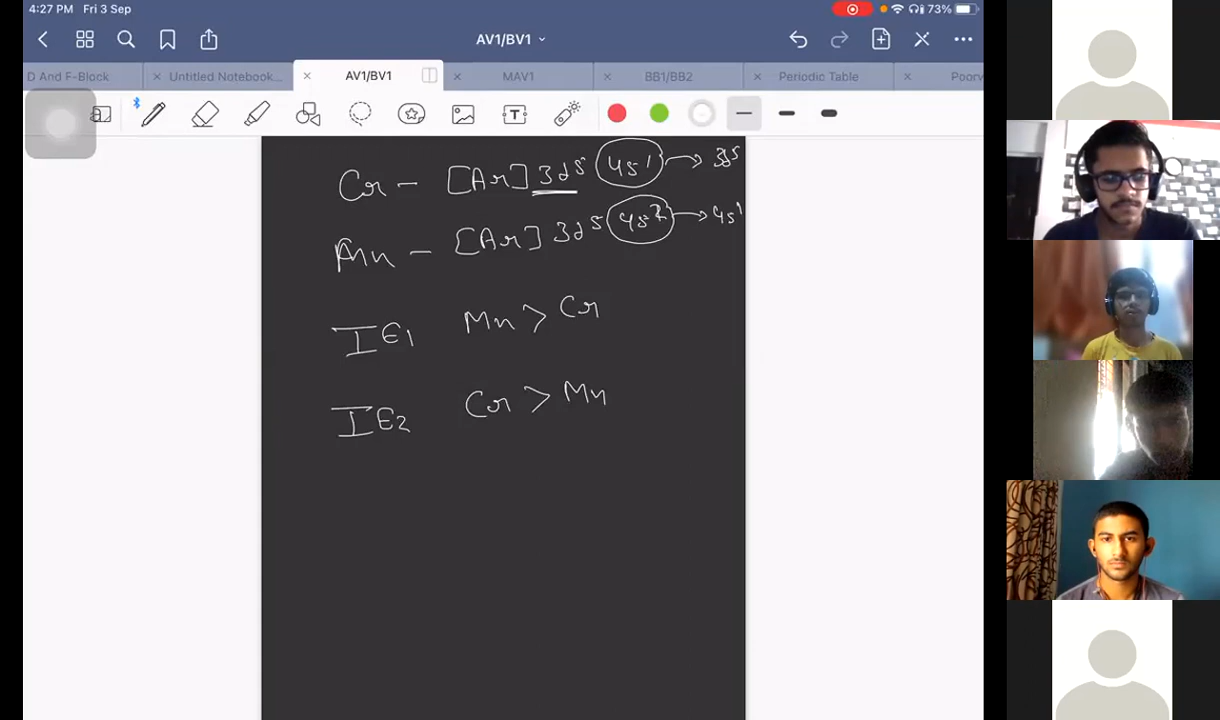 4:27 PM Fri 3 Sep
73%
AV1/BV1
D And F-Block
Untitled Notebook...
AV1/BV1
MAV1
BB1/BB2
Periodic Table
Poorv
T
Cr - [Ar] 3d5 4s1 → 3d5
Mn - [Ar] 3d5 4s2 → 4s1
IE1 Mn > Cr
IE2 Cr > Mn